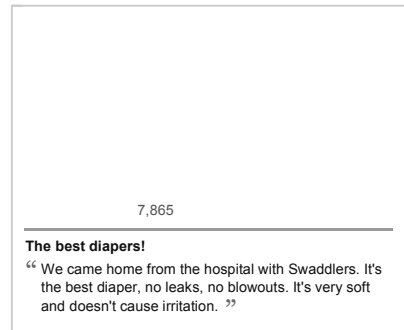 7,865
The best diapers!
“ We came home from the hospital with Swaddlers. It's
the best diaper, no leaks, no blowouts. It's very soft
and doesn't cause irritation. ”